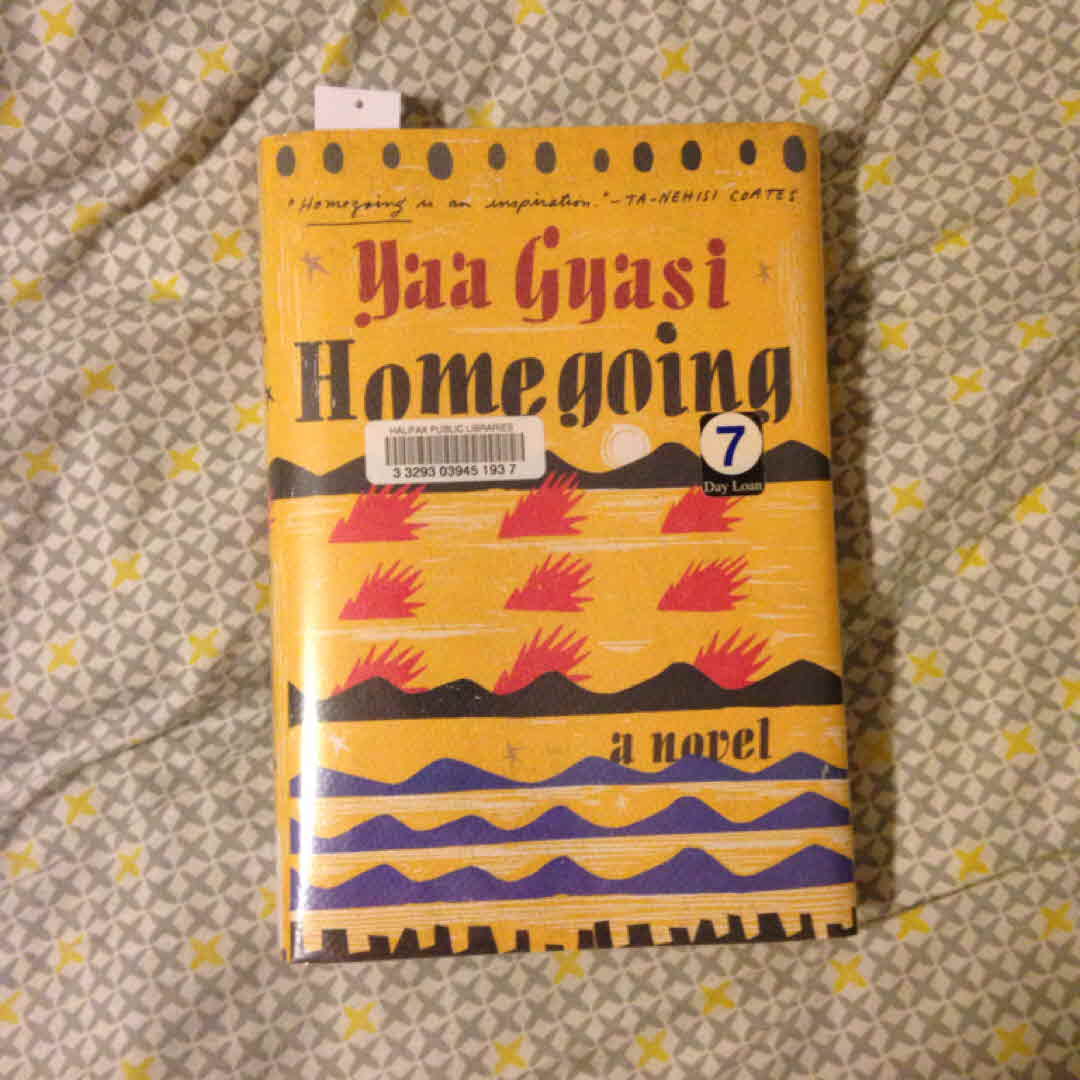 "Homegoing is an inspiration." – TA-NEHISI COATES
Yaa Gyasi
Homegoing
HALIFAX PUBLIC LIBRARIES
3 3293 03945 193 7
7
Day Loan
a novel